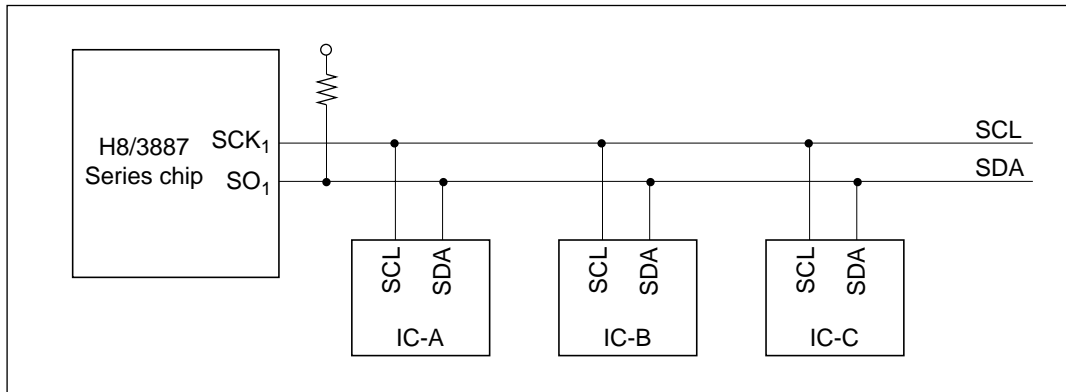 H8/3887
Series chip
SCK₁
SO₁
SCL
SDA
SCL SDA
IC-A
SCL SDA
IC-B
SCL SDA
IC-C